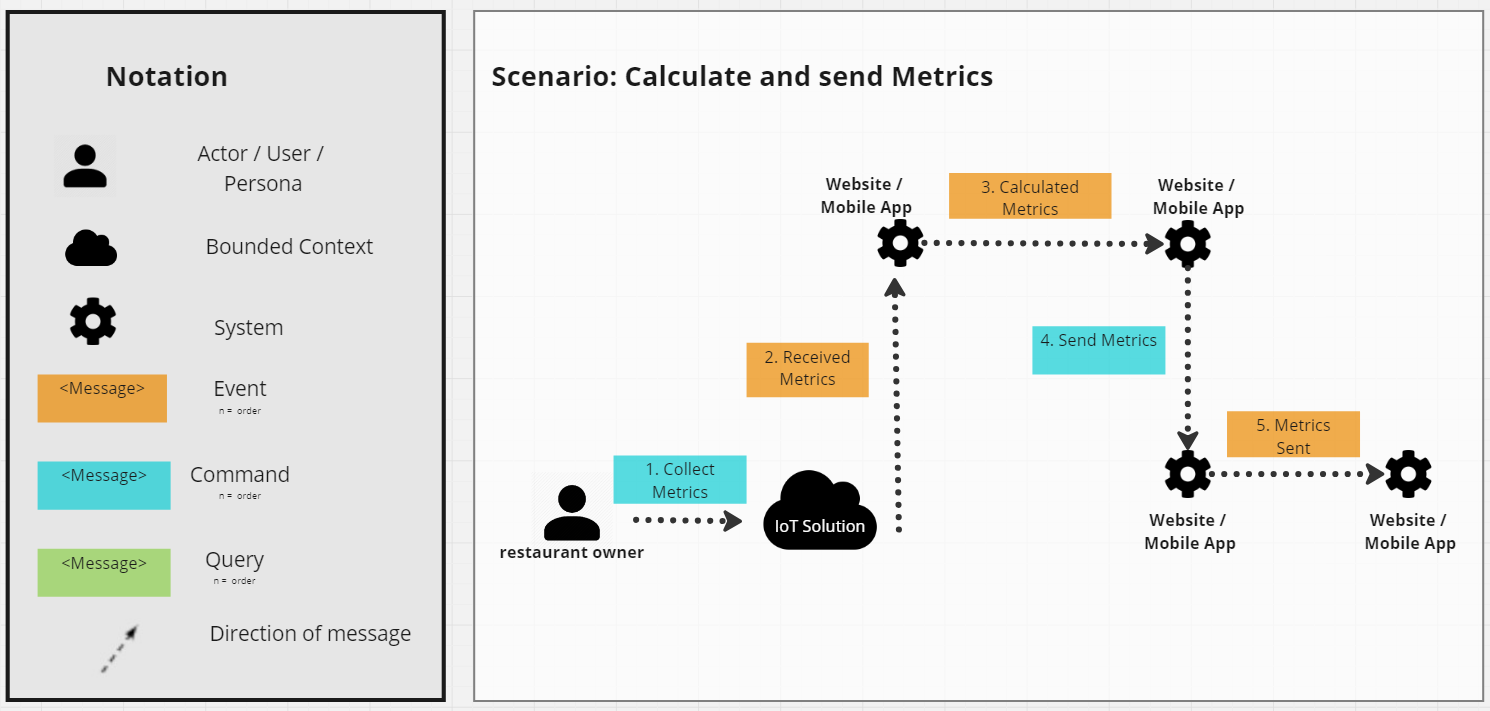 Notation
Actor / User /
Persona
Bounded Context
System
<Message>
Event
n = order
<Message>
Command
n = order
<Message>
Query
n = order
Direction of message
Scenario: Calculate and send Metrics
Website /
Mobile App
3. Calculated
Metrics
Website /
Mobile App
2. Received
Metrics
4. Send Metrics
1. Collect
Metrics
5. Metrics
Sent
IoT Solution
restaurant owner
Website /
Mobile App
Website /
Mobile App